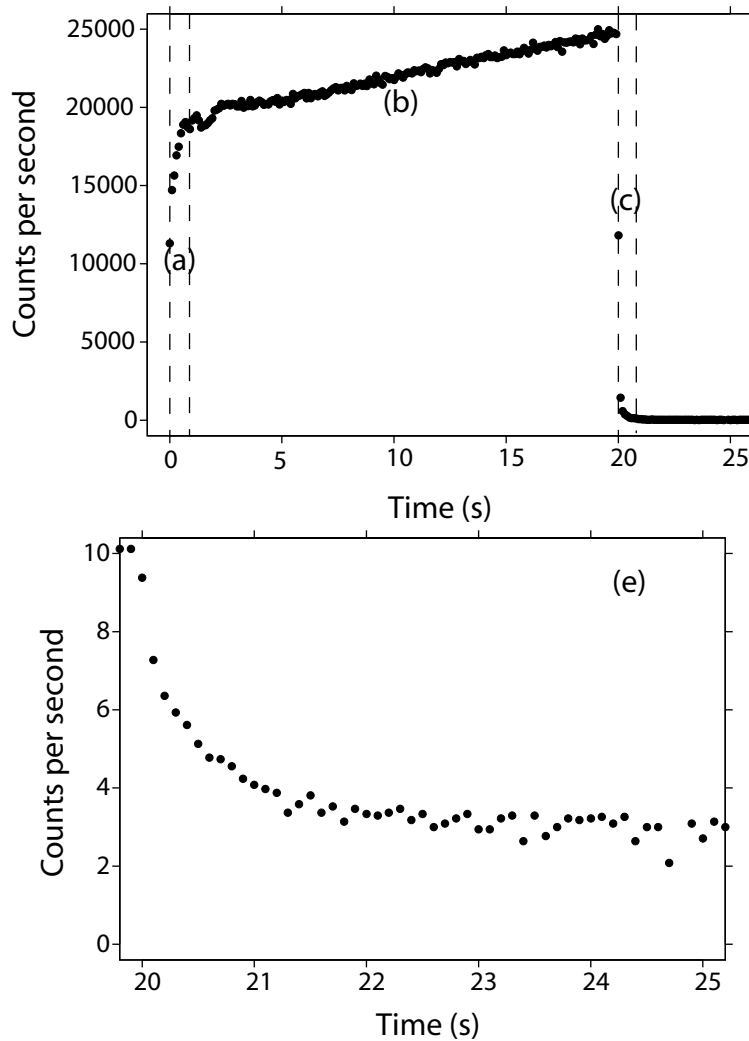 25000
20000
15000
10000
5000
0
Counts per second
(a)
(b)
(c)
0 5 10 15 20 25
Time (s)
10
8
6
4
2
0
Counts per second
(e)
20 21 22 23 24 25
Time (s)